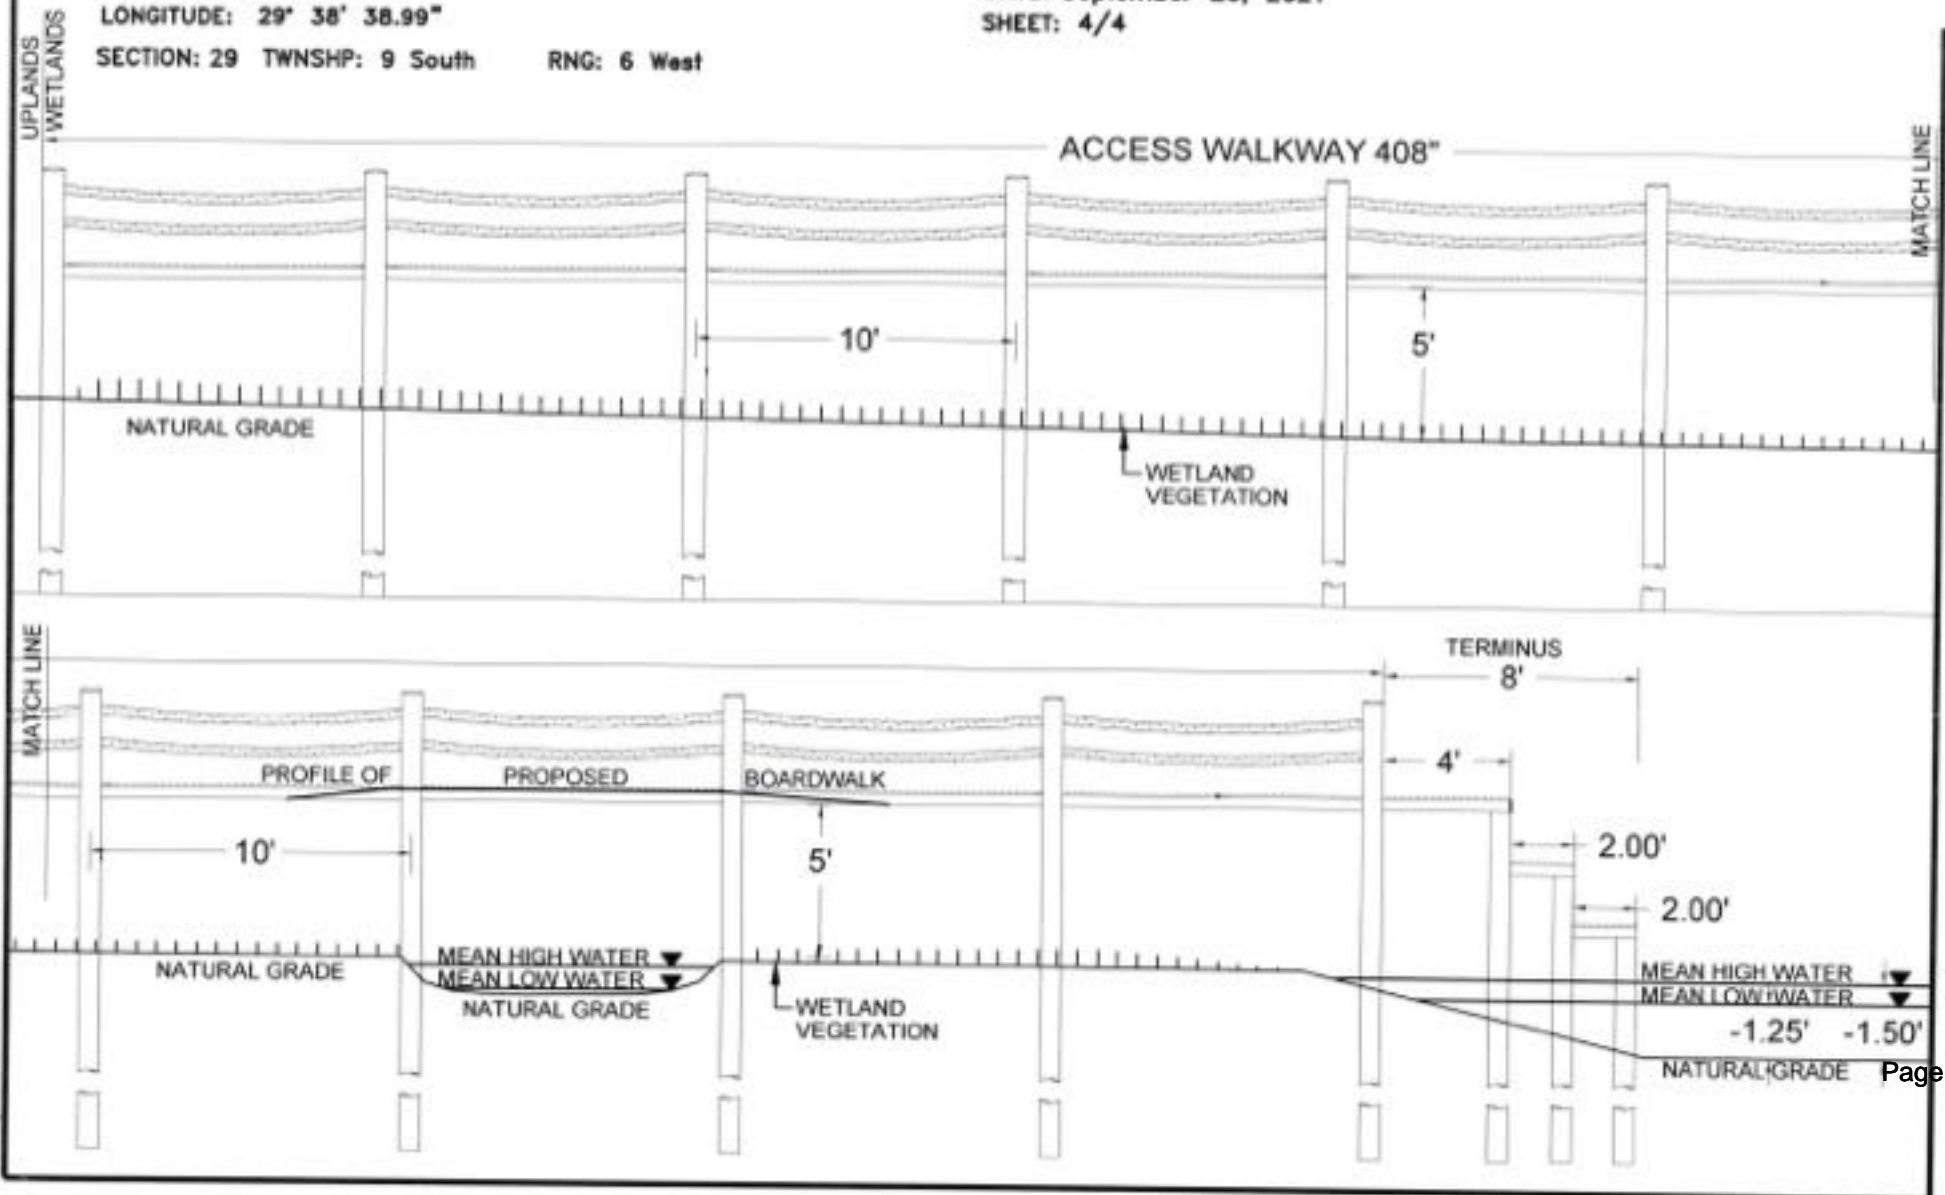 LONGITUDE: 29° 38' 38.99"
SHEET: 4/4
SECTION: 29 TWNSHP: 9 South RNG: 6 West
UPLANDS
WETLANDS
ACCESS WALKWAY 408"
MATCH LINE
10'
5'
NATURAL GRADE
WETLAND
VEGETATION
MATCH LINE
TERMINUS
8'
4'
PROFILE OF PROPOSED BOARDWALK
10'
5'
2.00'
2.00'
MEAN HIGH WATER
MEAN LOW WATER
NATURAL GRADE
NATURAL GRADE
WETLAND
VEGETATION
MEAN HIGH WATER
MEAN LOW WATER
-1.25' -1.50'
NATURAL GRADE
Page